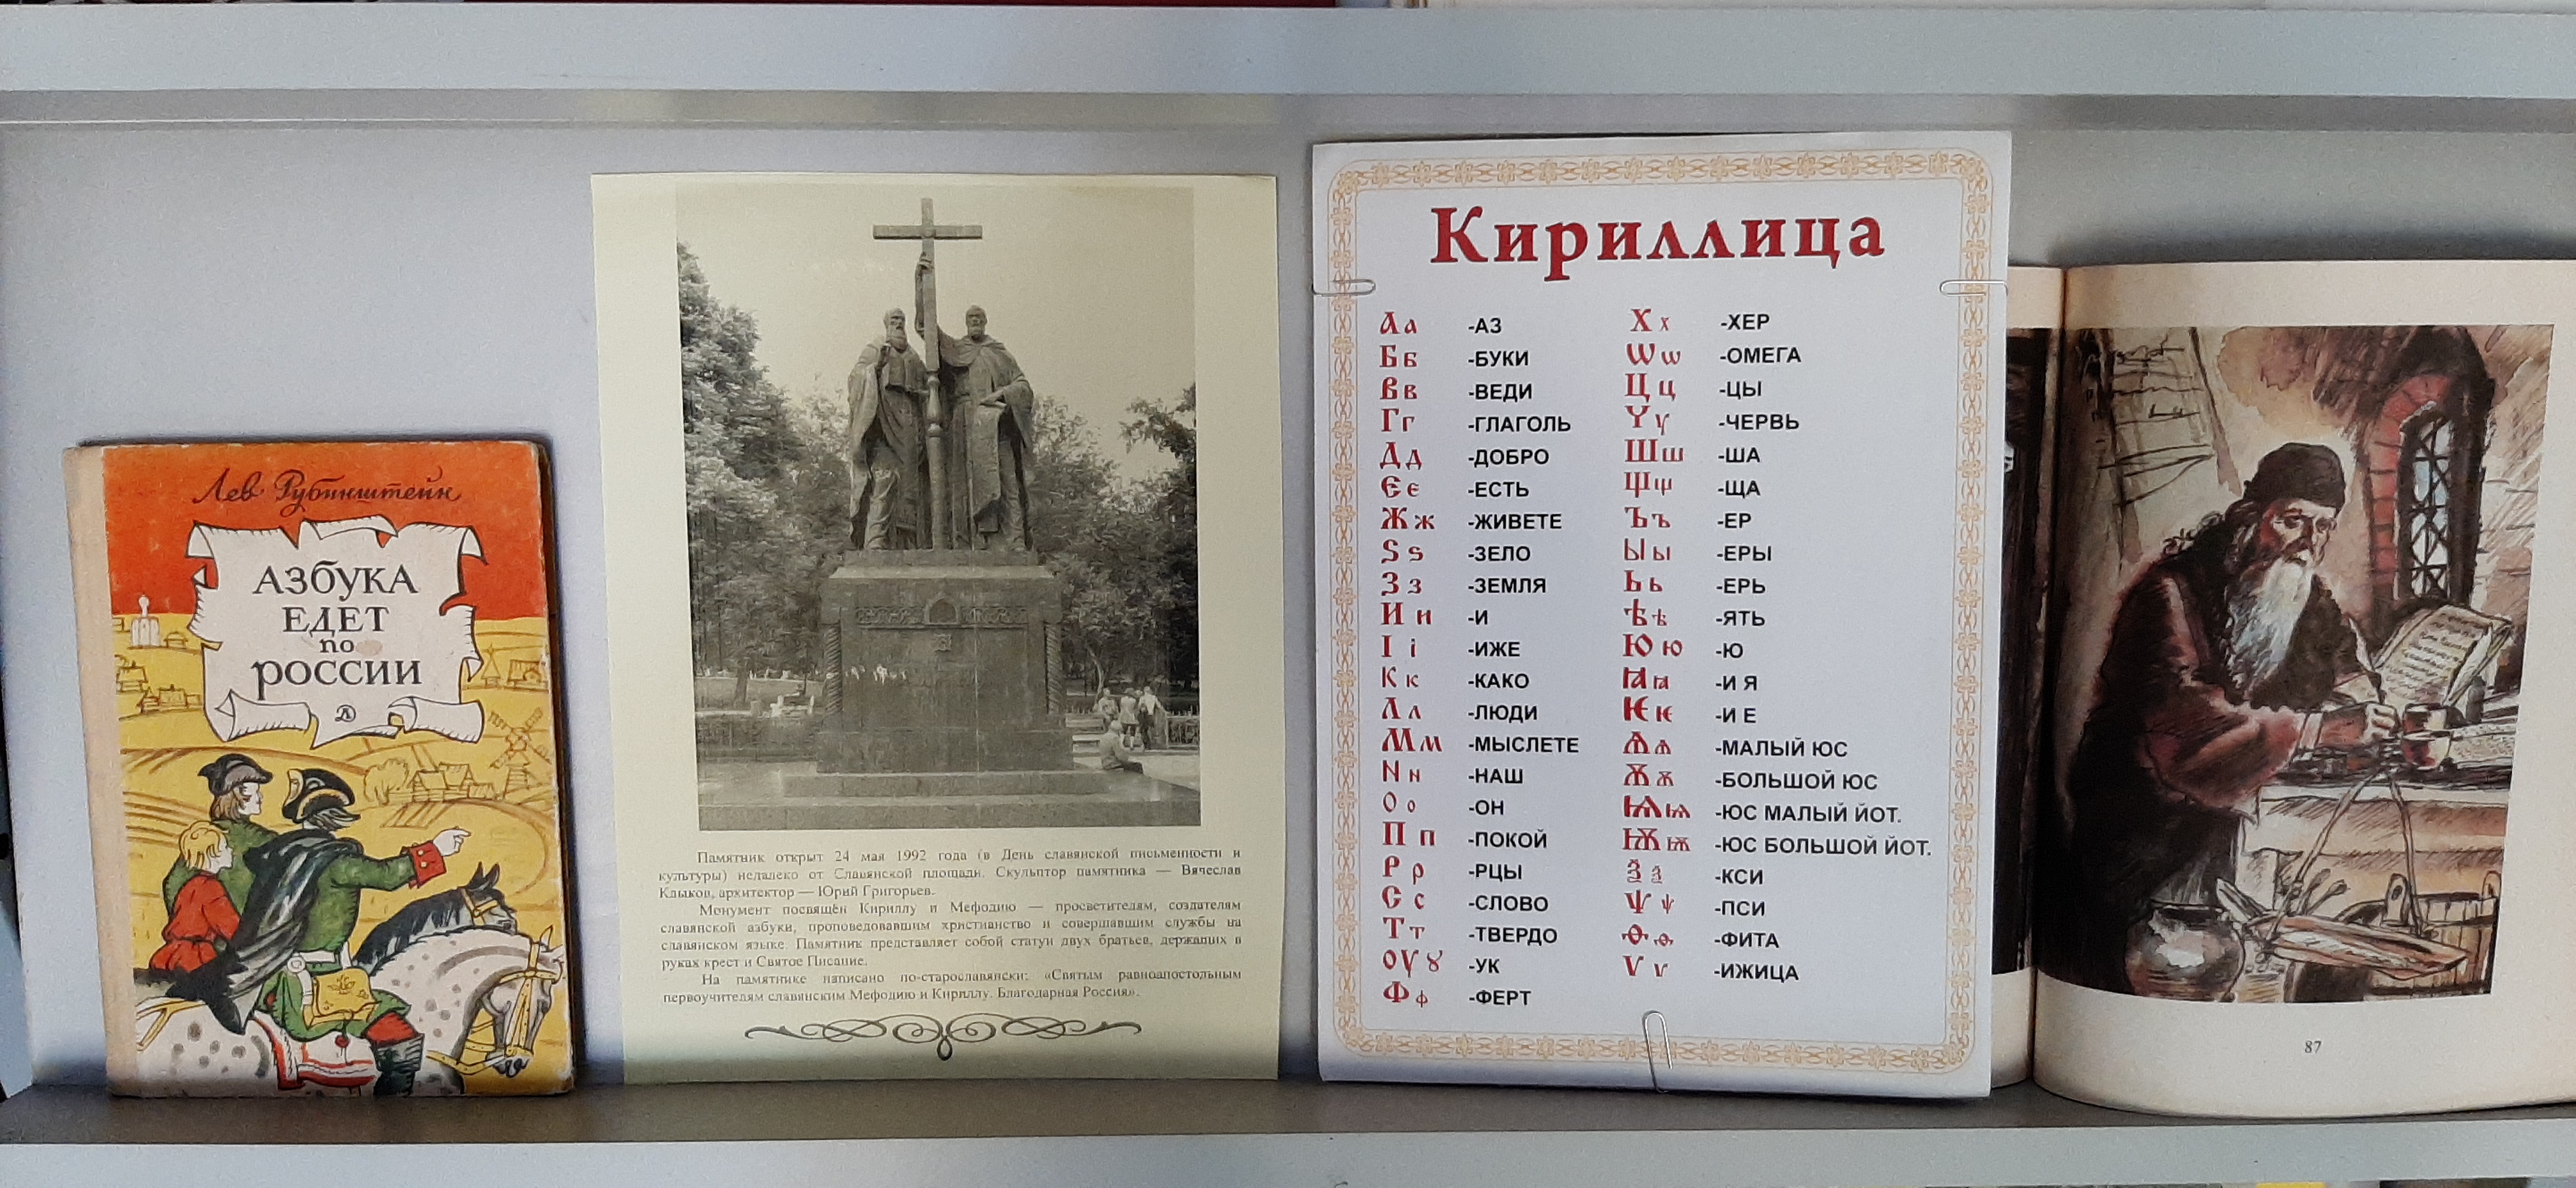 Лев Рубинштейн
АЗБУКА
ЕДЕТ
по
РОССИИ
Памятник открыт 24 мая 1992 года (в День славянской письменности и
культуры) недалеко от Славянской площади. Скульптор памятника — Вячеслав
Клыков, архитектор — Юрий Григорьев.
Монумент посвящён Кириллу и Мефодию — просветителям, создателям
славянской азбуки, проповедовавшим христианство и совершавшим службы на
славянском языке. Памятник представляет собой статуи двух братьев, держащих в
руках крест и Святое Писание.
На памятнике написано по-старославянски: «Святым равноапостольным
первоучителям славянским Мефодию и Кириллу. Благодарная Россия».
Кириллица
Аа -АЗ
Бб -БУКИ
Вв -ВЕДИ
Гг -ГЛАГОЛЬ
Дд -ДОБРО
Єє -ЕСТЬ
Жж -ЖИВЕТЕ
Ѕѕ -ЗЕЛО
Зз -ЗЕМЛЯ
Ии -И
Іі -ИЖЕ
Кк -КАКО
Лл -ЛЮДИ
Мм -МЫСЛЕТЕ
Nн -НАШ
Оо -ОН
Пп -ПОКОЙ
Рр -РЦЫ
Сс -СЛОВО
Тт -ТВЕРДО
ОѴ ꙋ -УК
Фф -ФЕРТ
Хх -ХЕР
Ѡѡ -ОМЕГА
Цц -ЦЫ
Үү -ЧЕРВЬ
Шш -ША
Щщ -ЩА
Ъъ -ЕР
Ыы -ЕРЫ
Ьь -ЕРЬ
Ѣѣ -ЯТЬ
Юю -Ю
Ꙗꙗ -И Я
Ѥѥ -И Е
Ѧѧ -МАЛЫЙ ЮС
Ѫѫ -БОЛЬШОЙ ЮС
Ѩѩ -ЮС МАЛЫЙ ЙОТ.
Ѭѭ -ЮС БОЛЬШОЙ ЙОТ.
Ѯѯ -КСИ
Ѱѱ -ПСИ
Ѳѳ -ФИТА
Ѵѵ -ИЖИЦА
87